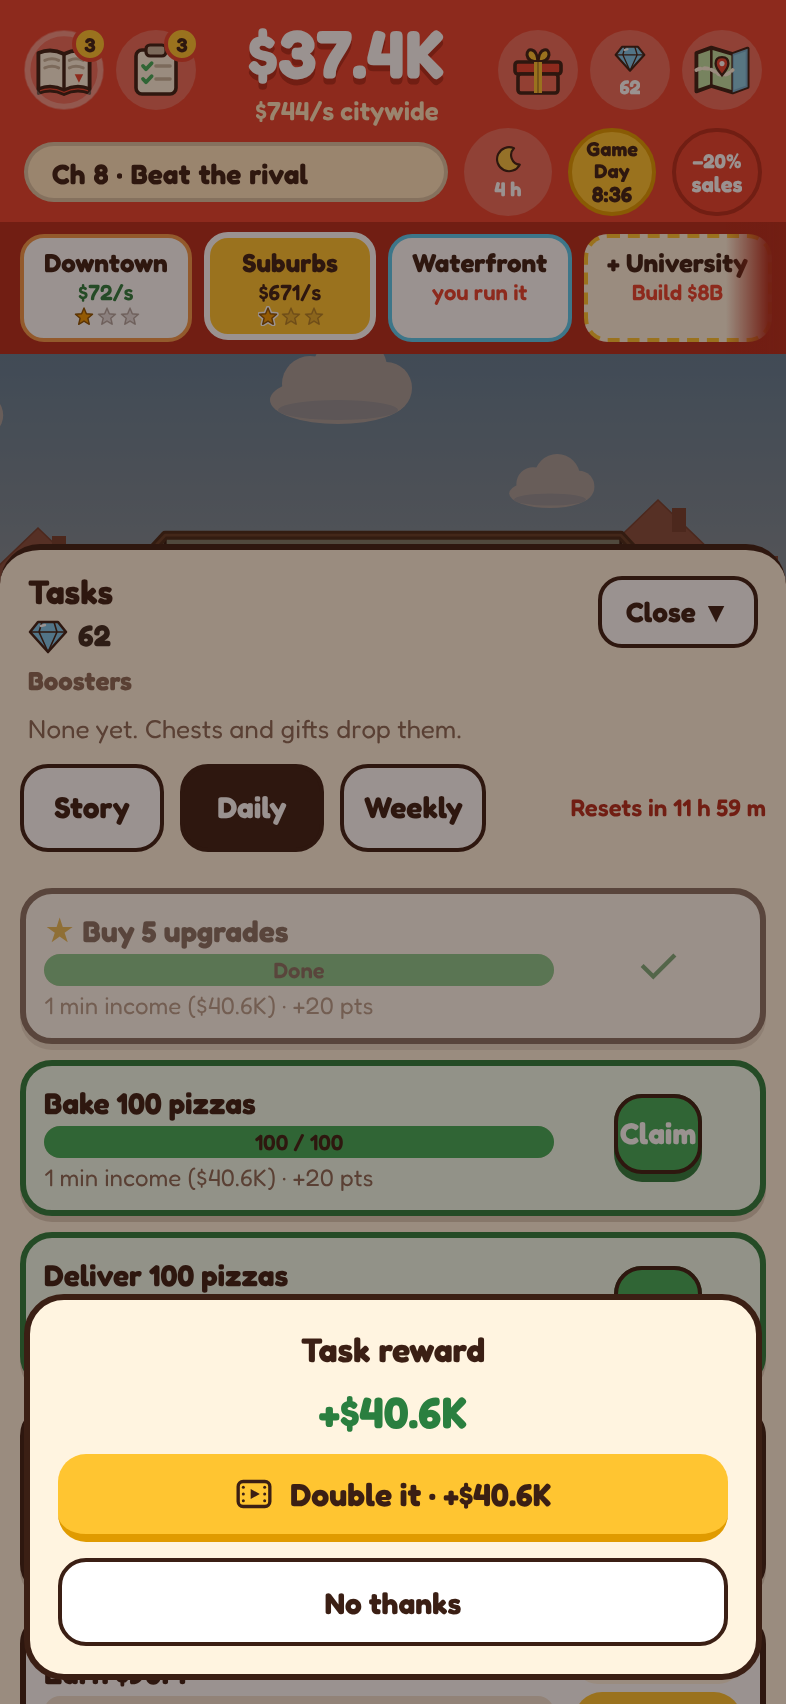 3
3
$37.4K
$744/s citywide
62
Ch 8 · Beat the rival
4 h
Game
Day
8:36
−20%
sales
Downtown
$72/s
Suburbs
$671/s
Waterfront
you run it
+ University
Build $8B
Tasks
62
Close ▼
Boosters
None yet. Chests and gifts drop them.
Story
Daily
Weekly
Resets in 11 h 59 m
★ Buy 5 upgrades
Done
1 min income ($40.6K) · +20 pts
Bake 100 pizzas
100 / 100
Claim
1 min income ($40.6K) · +20 pts
Deliver 100 pizzas
Task reward
+$40.6K
Double it · +$40.6K
No thanks